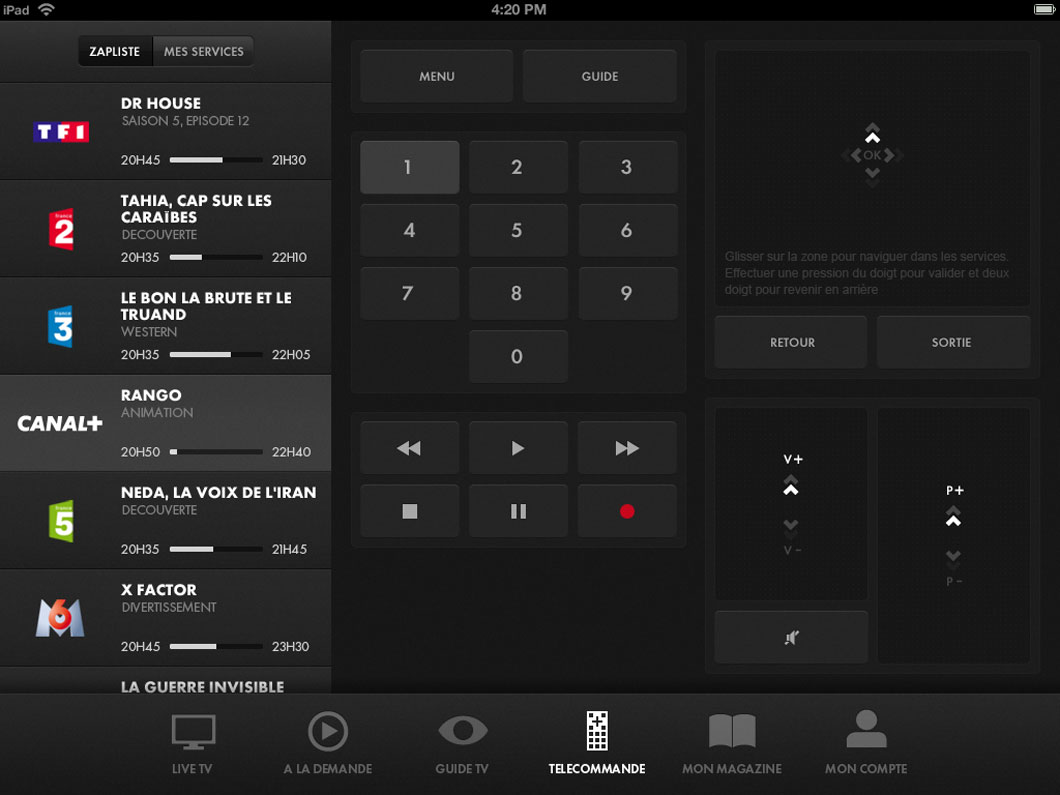 iPad
4:20 PM
ZAPLISTE
MES SERVICES
TF1
DR HOUSE
SAISON 5, EPISODE 12
20H45
21H30
france
2
TAHIA, CAP SUR LES
CARAÏBES
DECOUVERTE
20H35
22H10
france
3
LE BON LA BRUTE ET LE
TRUAND
WESTERN
20H35
22H05
CANAL+
RANGO
ANIMATION
20H50
22H40
france
5
NEDA, LA VOIX DE L'IRAN
DECOUVERTE
20H35
21H45
M6
X FACTOR
DIVERTISSEMENT
20H45
23H30
LA GUERRE INVISIBLE
MENU
GUIDE
1
2
3
4
5
6
7
8
9
0
OK
Glisser sur la zone pour naviguer dans les services.
Effectuer une pression du doigt pour valider et deux
doigt pour revenir en arrière
RETOUR
SORTIE
V+
V-
P+
P-
LIVE TV
A LA DEMANDE
GUIDE TV
TELECOMMANDE
MON MAGAZINE
MON COMPTE